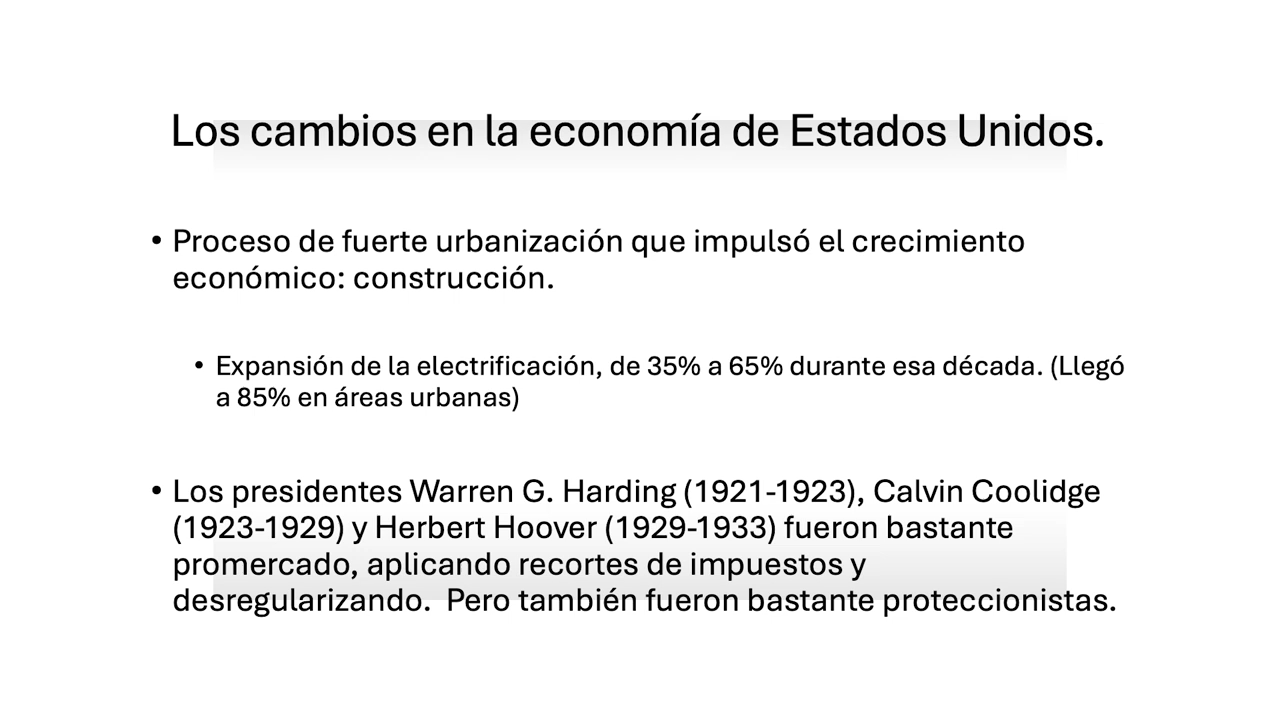 Los cambios en la economía de Estados Unidos.
• Proceso de fuerte urbanización que impulsó el crecimiento
económico: construcción.
• Expansión de la electrificación, de 35% a 65% durante esa década. (Llegó
a 85% en áreas urbanas)
• Los presidentes Warren G. Harding (1921-1923), Calvin Coolidge
(1923-1929) y Herbert Hoover (1929-1933) fueron bastante
promercado, aplicando recortes de impuestos y
desregularizando.  Pero también fueron bastante proteccionistas.